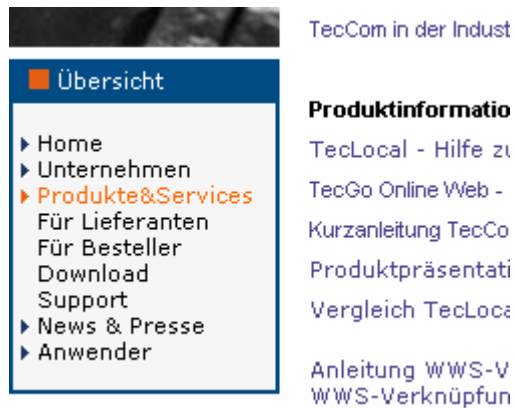 Übersicht
Home
Unternehmen
Produkte&Services
Für Lieferanten
Für Besteller
Download
Support
News & Presse
Anwender
TecCom in der Indust
Produktinformatio
TecLocal - Hilfe zu
TecGo Online Web -
Kurzanleitung TecCo
Produktpräsentati
Vergleich TecLoca
Anleitung WWS-V
WWS-Verknüpfun